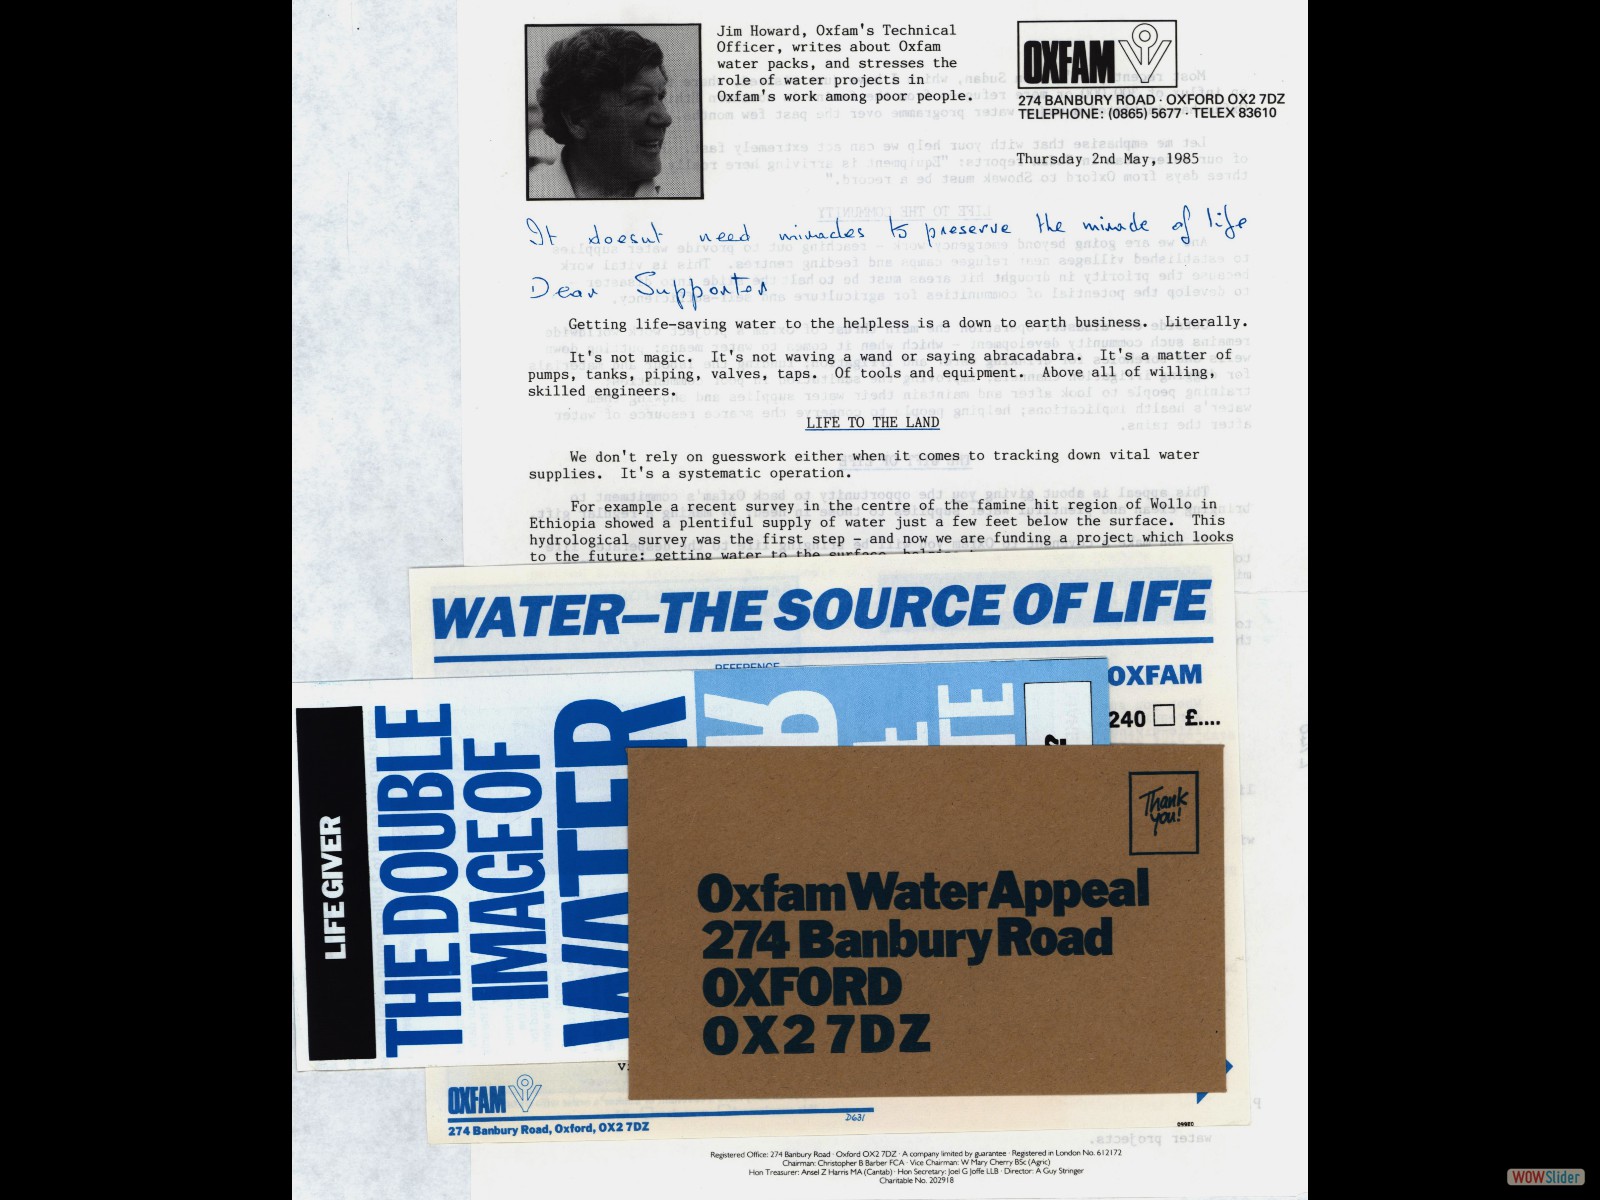 Jim Howard, Oxfam's Technical
Officer, writes about Oxfam
water packs, and stresses the
role of water projects in
Oxfam's work among poor people.
OXFAM
274 BANBURY ROAD · OXFORD OX2 7DZ
TELEPHONE: (0865) 5677 · TELEX 83610
Thursday 2nd May, 1985
It doesnt need miracles to preserve the miracle of life
Dear Supporter
Getting life-saving water to the helpless is a down to earth business. Literally.
It's not magic. It's not waving a wand or saying abracadabra. It's a matter of
pumps, tanks, piping, valves, taps. Of tools and equipment. Above all of willing,
skilled engineers.
LIFE TO THE LAND
We don't rely on guesswork either when it comes to tracking down vital water
supplies. It's a systematic operation.
For example a recent survey in the centre of the famine hit region of Wollo in
Ethiopia showed a plentiful supply of water just a few feet below the surface. This
hydrological survey was the first step - and now we are funding a project which looks
to the future: getting water to the surface
WATER—THE SOURCE OF LIFE
REFERENCE
OXFAM
240 £....
LIFE GIVER
THE DOUBLE
IMAGE OF
WATER
Thank
you!
Oxfam Water Appeal
274 Banbury Road
OXFORD
OX2 7DZ
OXFAM
274 Banbury Road, Oxford, OX2 7DZ
D631
Registered Office: 274 Banbury Road · Oxford OX2 7DZ · A company limited by guarantee · Registered in London No. 612172
Chairman: Christopher B Barber FCA · Vice Chairman: W Mary Cherry BSc (Agric)
Hon Treasurer: Ansel Z Harris MA (Cantab) · Hon Secretary: Joel G Joffe LLB · Director: A Guy Stringer
Charitable No. 202918
WOWSlider